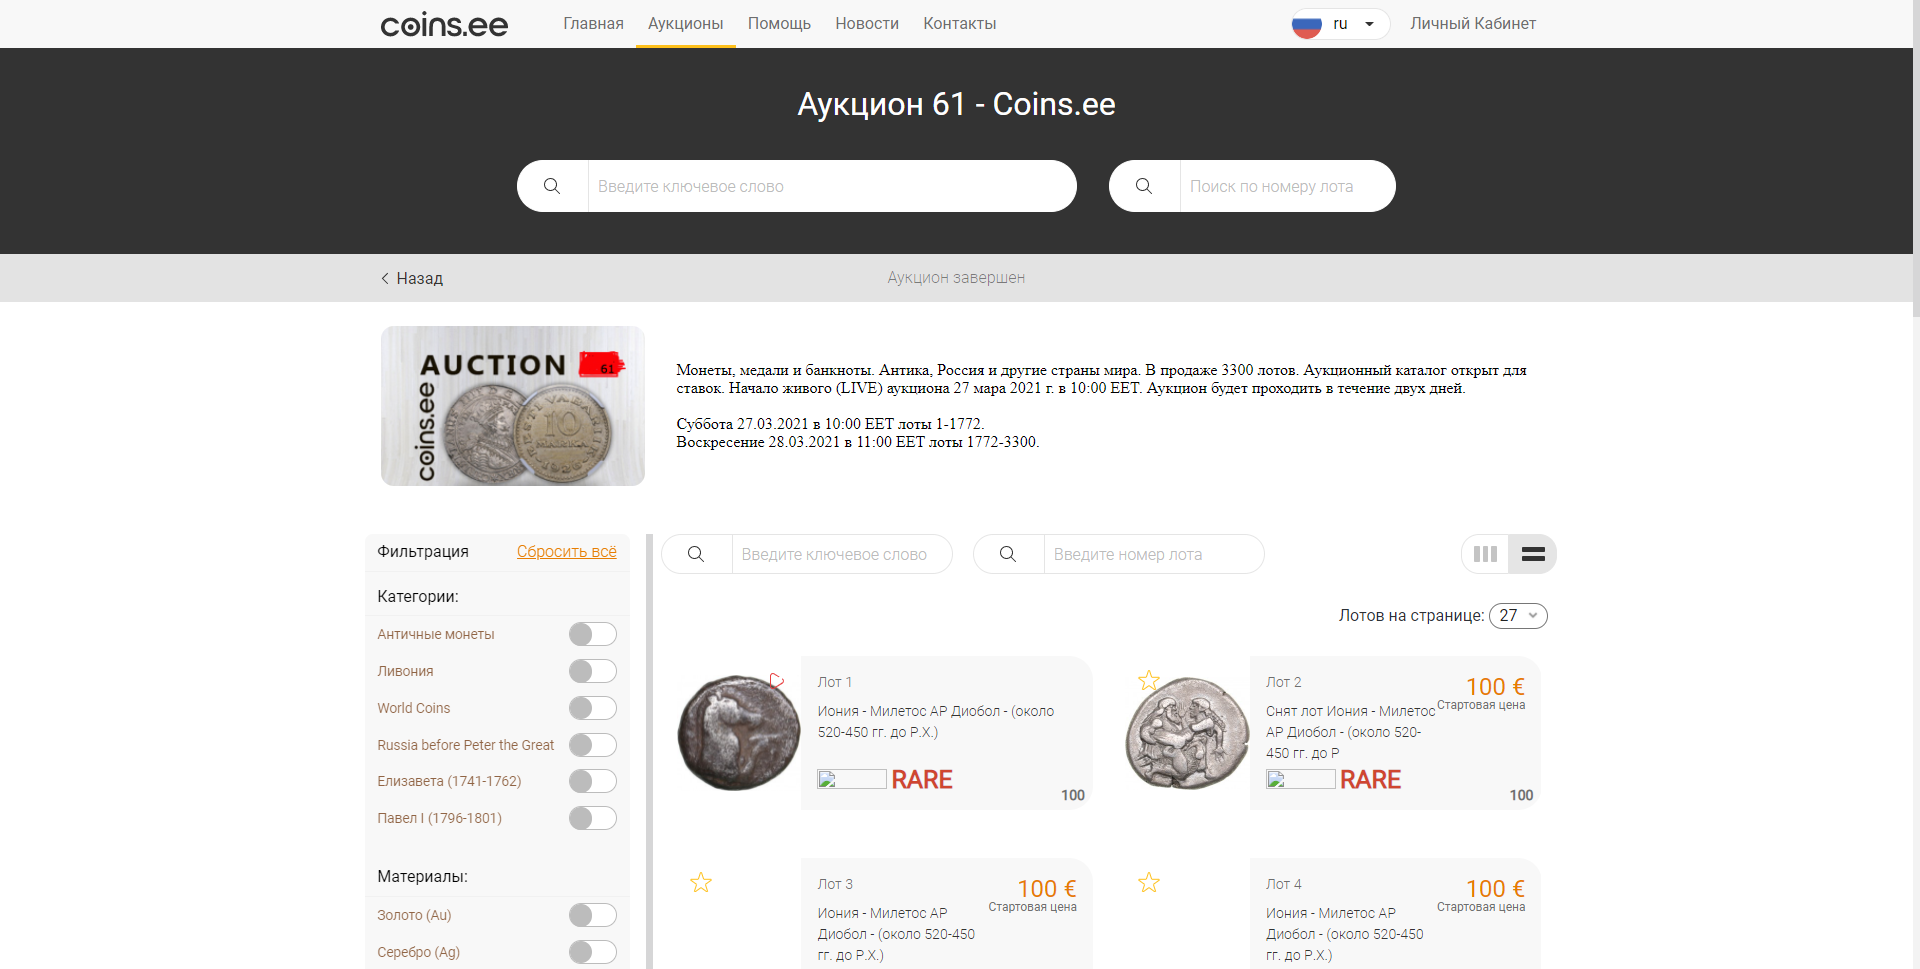 coins.ee
Главная Аукционы Помощь Новости Контакты ru Личный Кабинет
Аукцион 61 - Coins.ee
Введите ключевое слово
Поиск по номеру лота
Назад
Аукцион завершен
AUCTION 61
coins.ee
10
Монеты, медали и банкноты. Антика, Россия и другие страны мира. В продаже 3300 лотов. Аукционный каталог открыт для
ставок. Начало живого (LIVE) аукциона 27 мара 2021 г. в 10:00 EET. Аукцион будет проходить в течение двух дней.
Суббота 27.03.2021 в 10:00 EET лоты 1-1772.
Воскресение 28.03.2021 в 11:00 EET лоты 1772-3300.
Фильтрация Сбросить всё
Категории:
Античные монеты
Ливония
World Coins
Russia before Peter the Great
Елизавета (1741-1762)
Павел I (1796-1801)
Материалы:
Золото (Au)
Серебро (Ag)
Введите ключевое слово
Введите номер лота
Лотов на странице: 27
Лот 1
Иония - Милетос АР Диобол - (около
520-450 гг. до Р.Х.)
RARE
100
Лот 2
100 €
Стартовая цена
Снят лот Иония - Милетос
АР Диобол - (около 520-
450 гг. до Р
RARE
100
Лот 3
100 €
Стартовая цена
Иония - Милетос АР
Диобол - (около 520-450
гг. до Р.Х.)
Лот 4
100 €
Стартовая цена
Иония - Милетос АР
Диобол - (около 520-450
гг. до Р.Х.)